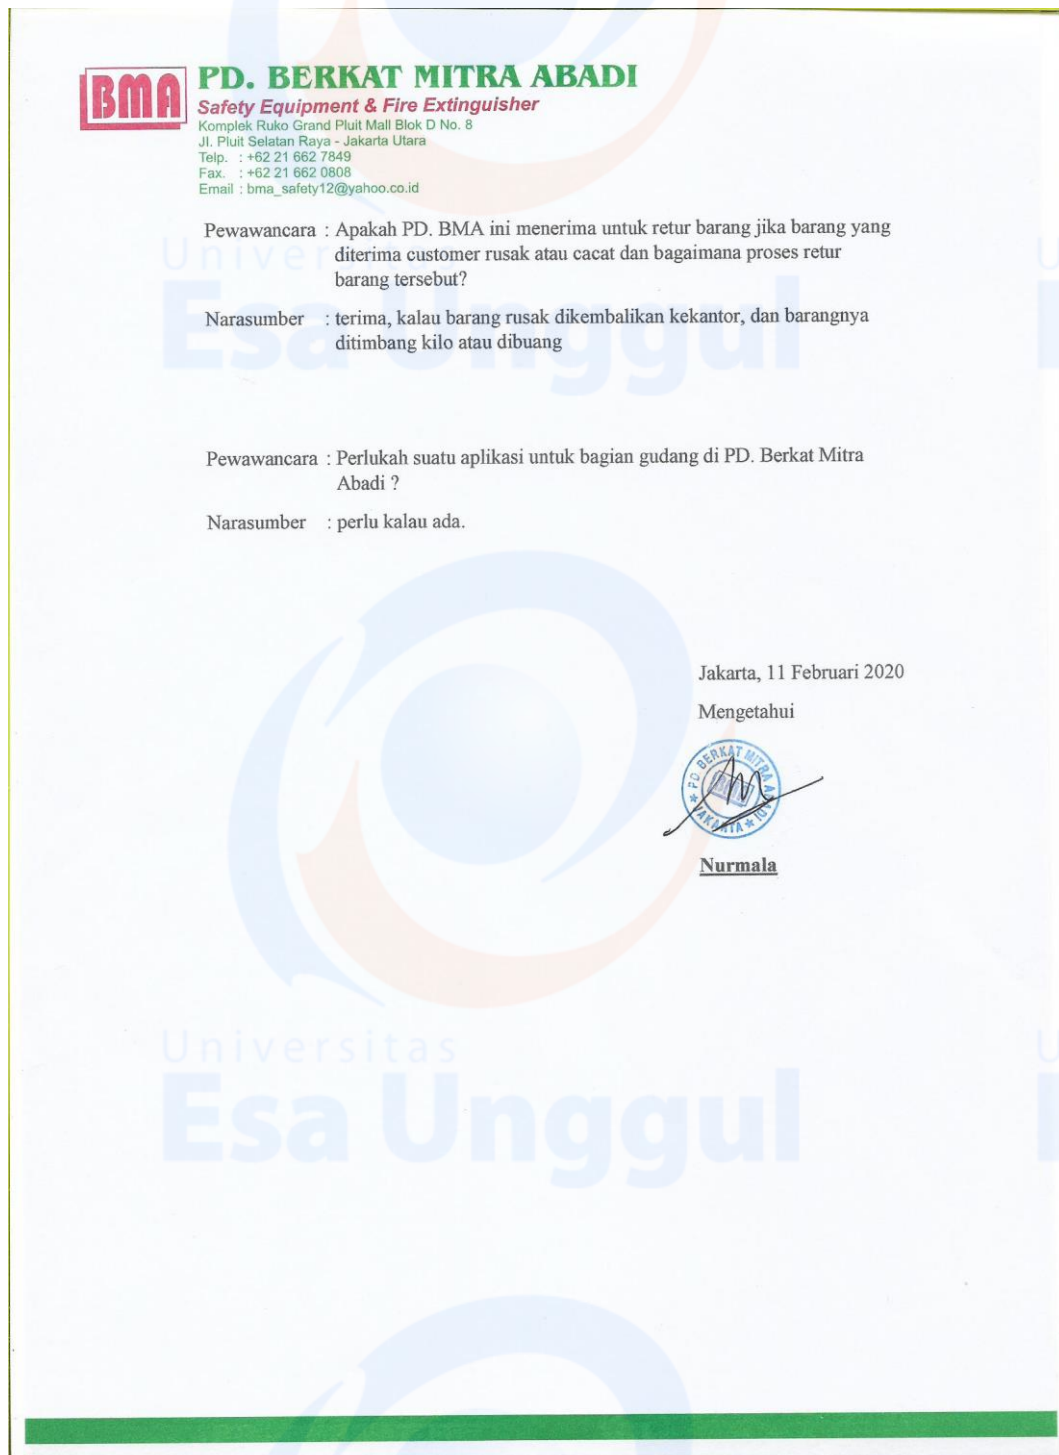 BMA
PD. BERKAT MITRA ABADI
Safety Equipment & Fire Extinguisher
Komplek Ruko Grand Pluit Mall Blok D No. 8
Jl. Pluit Selatan Raya - Jakarta Utara
Telp. : +62 21 662 7849
Fax. : +62 21 662 0808
Email : bma_safety12@yahoo.co.id
Pewawancara : Apakah PD. BMA ini menerima untuk retur barang jika barang yang
diterima customer rusak atau cacat dan bagaimana proses retur
barang tersebut?
Narasumber : terima, kalau barang rusak dikembalikan kekantor, dan barangnya
ditimbang kilo atau dibuang
Pewawancara : Perlukah suatu aplikasi untuk bagian gudang di PD. Berkat Mitra
Abadi ?
Narasumber : perlu kalau ada.
Jakarta, 11 Februari 2020
Mengetahui
PD BERKAT MITRA ABADI
BMA
JAKARTA
Nurmala
Universitas
Esa Unggul
Universitas
Esa Unggul